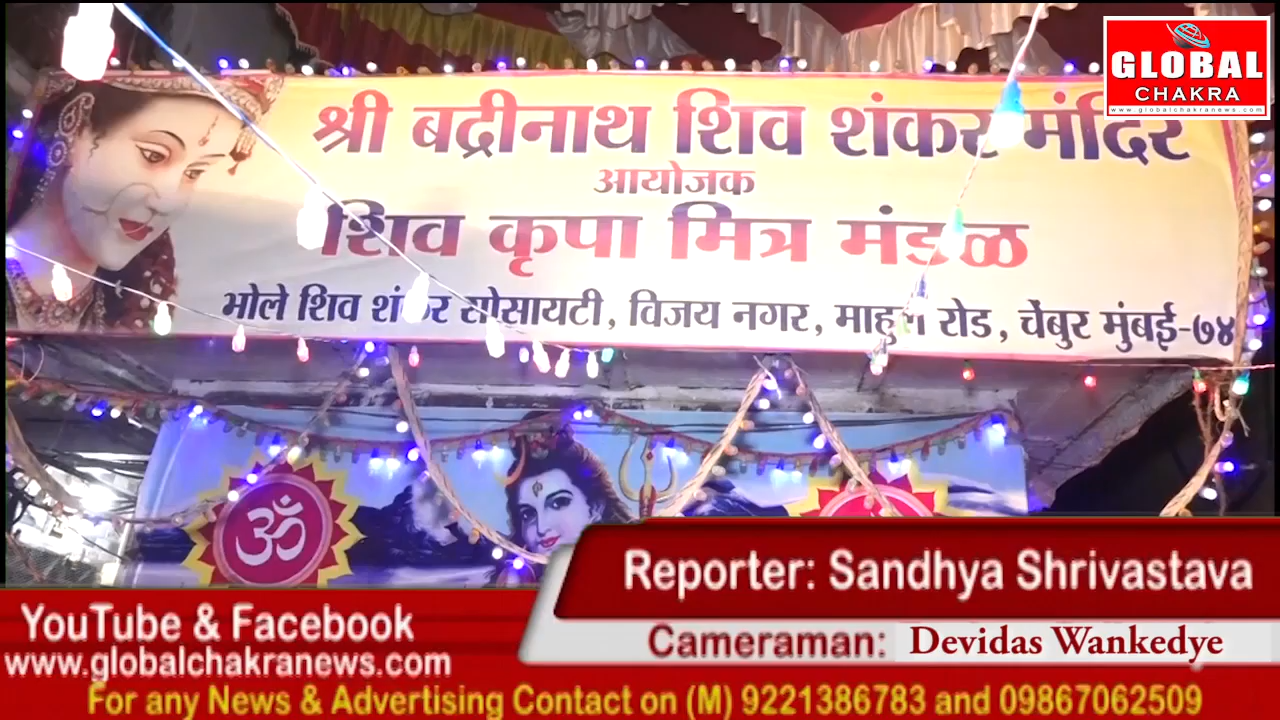 GLOBAL
CHAKRA
www.globalchakranews.com
श्री बद्रीनाथ शिव शंकर मंदिर
आयोजक
शिव कृपा मित्र मंडळ
भोले शिव शंकर सोसायटी, विजय नगर, माहुल रोड, चेंबुर मुंबई-७४
ॐ
Reporter: Sandhya Shrivastava
Cameraman: Devidas Wankedye
YouTube & Facebook
www.globalchakranews.com
For any News & Advertising Contact on (M) 9221386783 and 09867062509